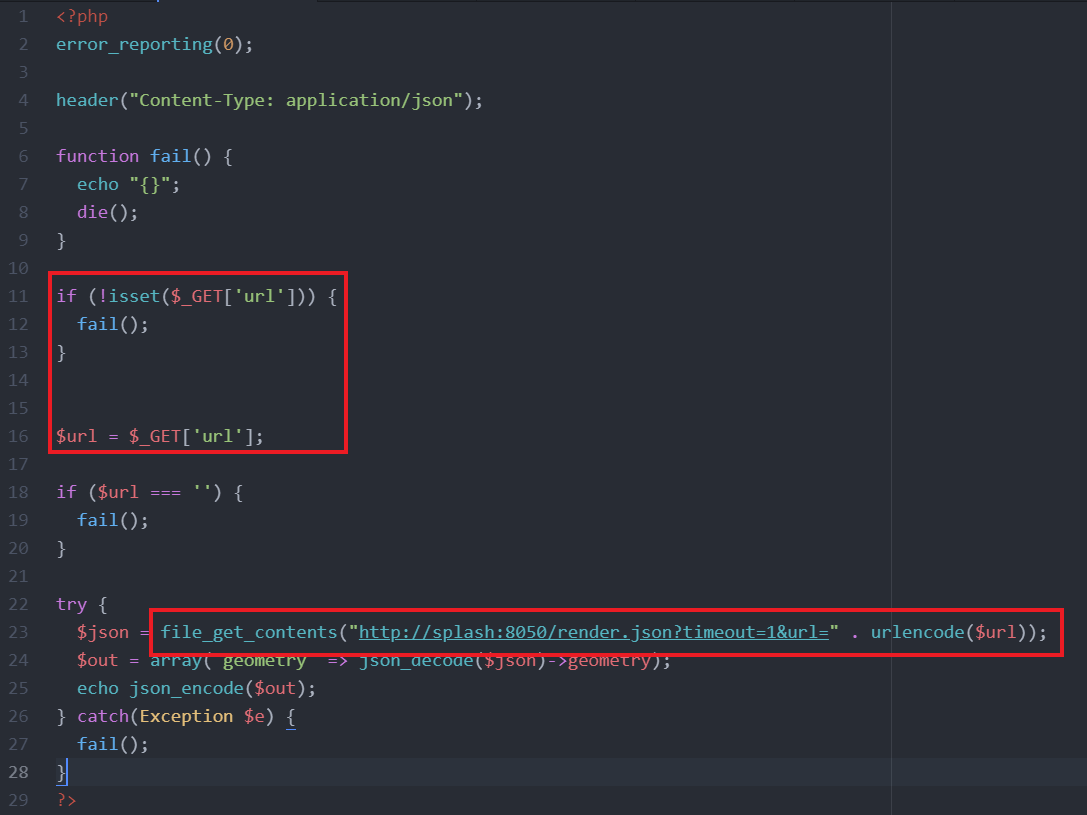 1 <?php
2 error_reporting(0);
3
4 header("Content-Type: application/json");
5
6 function fail() {
7   echo "{}";
8   die();
9 }
10
11 if (!isset($_GET['url'])) {
12   fail();
13 }
14
15
16 $url = $_GET['url'];
17
18 if ($url === '') {
19   fail();
20 }
21
22 try {
23   $json = file_get_contents("http://splash:8050/render.json?timeout=1&url=" . urlencode($url));
24   $out = array( geometry  => json_decode($json)->geometry);
25   echo json_encode($out);
26 } catch(Exception $e) {
27   fail();
28 }
29 ?>